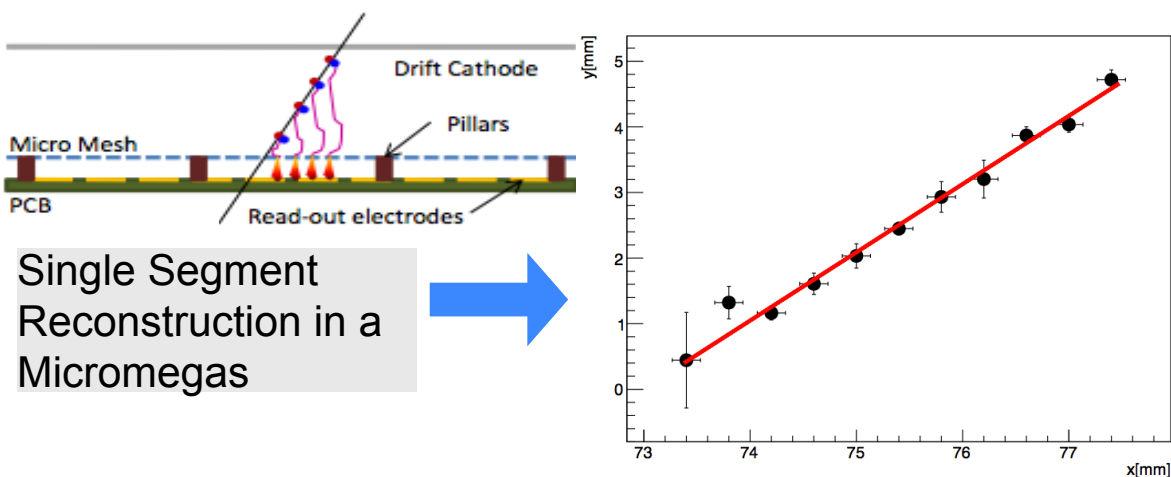 Drift Cathode
Pillars
Micro Mesh
PCB
Read-out electrodes
Single Segment
Reconstruction in a
Micromegas
y[mm]
5
4
3
2
1
0
73 74 75 76 77
x[mm]